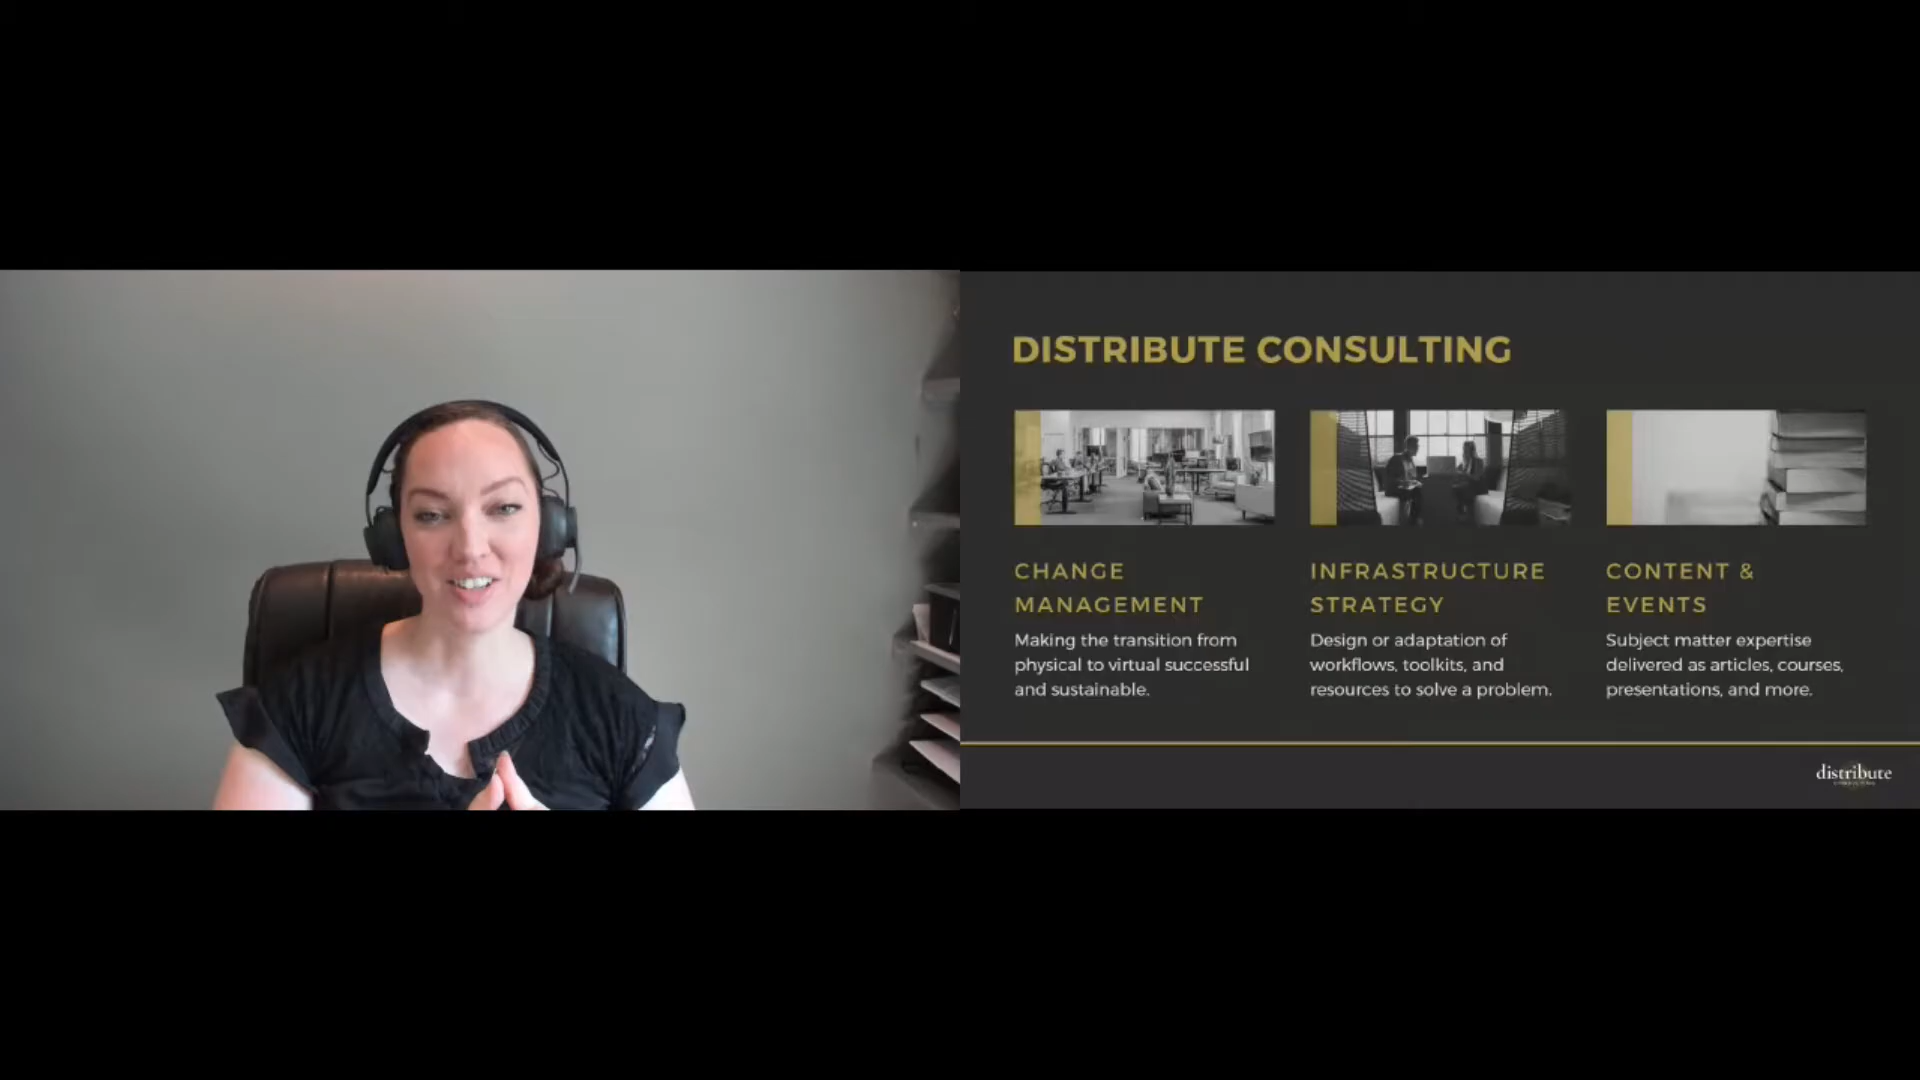 DISTRIBUTE CONSULTING
CHANGE
MANAGEMENT
Making the transition from
physical to virtual successful
and sustainable.
INFRASTRUCTURE
STRATEGY
Design or adaptation of
workflows, toolkits, and
resources to solve a problem.
CONTENT &
EVENTS
Subject matter expertise
delivered as articles, courses,
presentations, and more.
distribute